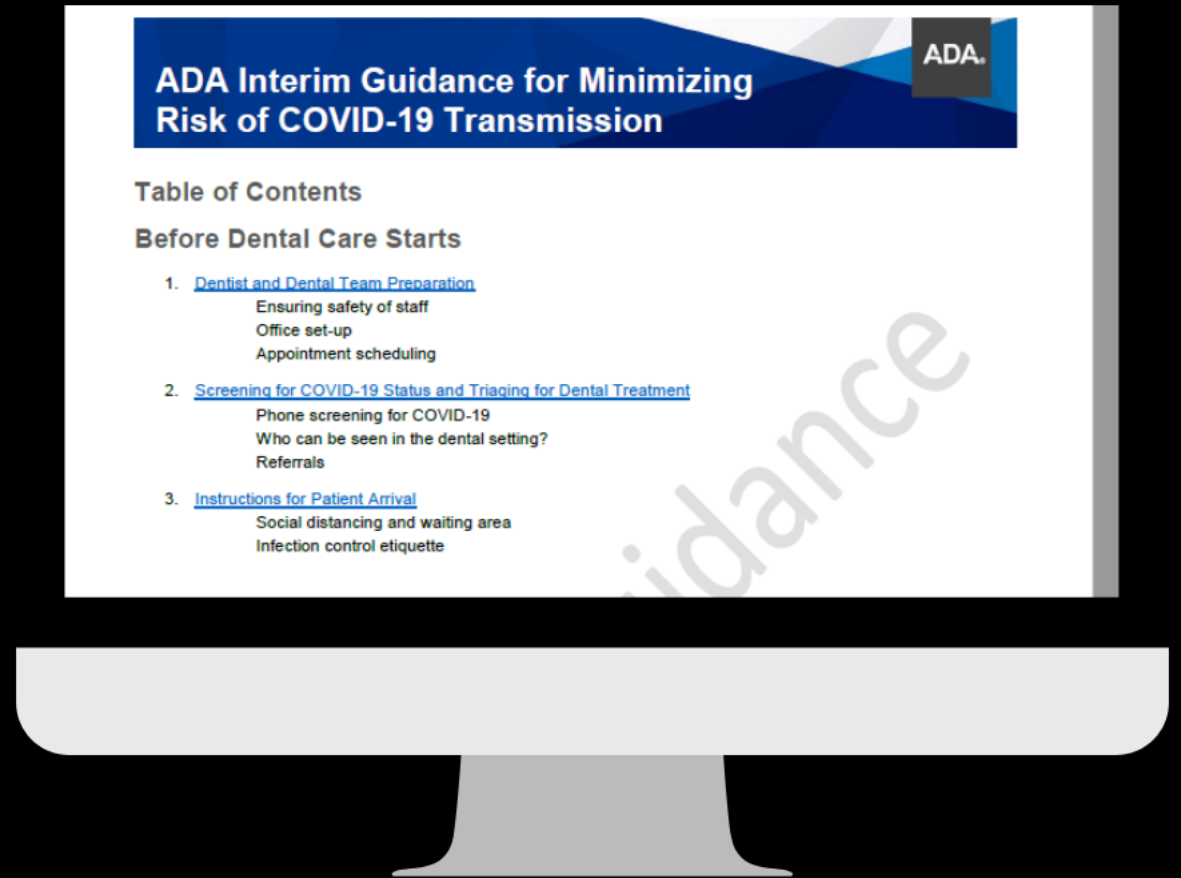 ADA Interim Guidance for Minimizing
Risk of COVID-19 Transmission
ADA.
Table of Contents
Before Dental Care Starts
1. Dentist and Dental Team Preparation
Ensuring safety of staff
Office set-up
Appointment scheduling
2. Screening for COVID-19 Status and Triaging for Dental Treatment
Phone screening for COVID-19
Who can be seen in the dental setting?
Referrals
3. Instructions for Patient Arrival
Social distancing and waiting area
Infection control etiquette